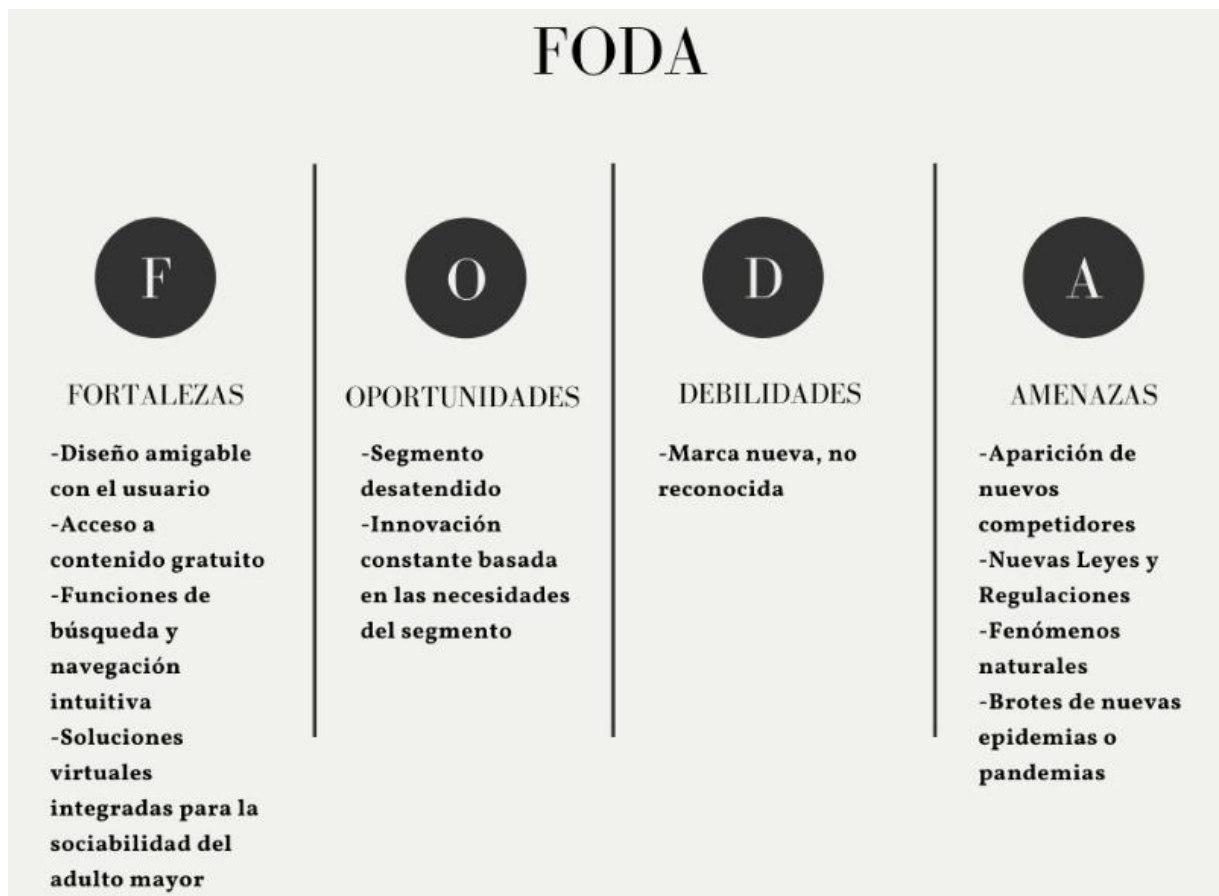 FODA
F
FORTALEZAS
-Diseño amigable
con el usuario
-Acceso a
contenido gratuito
-Funciones de
búsqueda y
navegación
intuitiva
-Soluciones
virtuales
integradas para la
sociabilidad del
adulto mayor
O
OPORTUNIDADES
-Segmento
desatendido
-Innovación
constante basada
en las necesidades
del segmento
D
DEBILIDADES
-Marca nueva, no
reconocida
A
AMENAZAS
-Aparición de
nuevos
competidores
-Nuevas Leyes y
Regulaciones
-Fenómenos
naturales
-Brotes de nuevas
epidemias o
pandemias